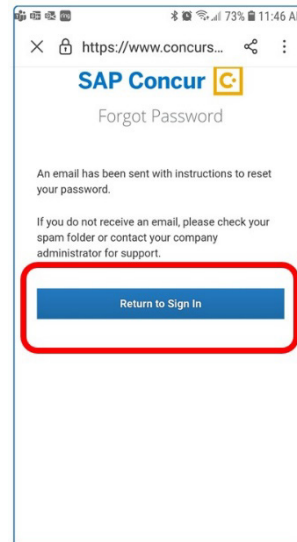 73% 11:46 AM
https://www.concurs...
SAP Concur C
Forgot Password
An email has been sent with instructions to reset
your password.
If you do not receive an email, please check your
spam folder or contact your company
administrator for support.
Return to Sign In